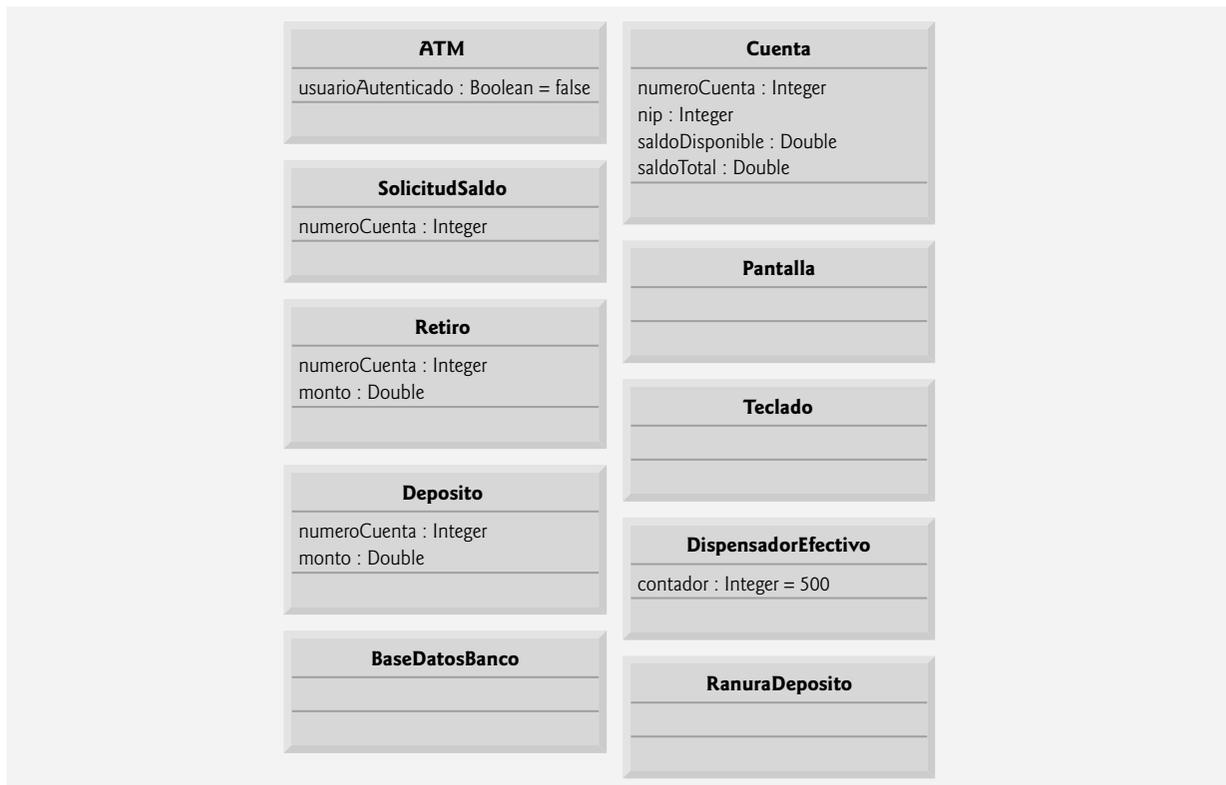 ATM
usuarioAutenticado : Boolean = false
SolicitudSaldo
numeroCuenta : Integer
Retiro
numeroCuenta : Integer
monto : Double
Deposito
numeroCuenta : Integer
monto : Double
BaseDatosBanco
Cuenta
numeroCuenta : Integer
nip : Integer
saldoDisponible : Double
saldoTotal : Double
Pantalla
Teclado
DispensadorEfectivo
contador : Integer = 500
RanuraDeposito